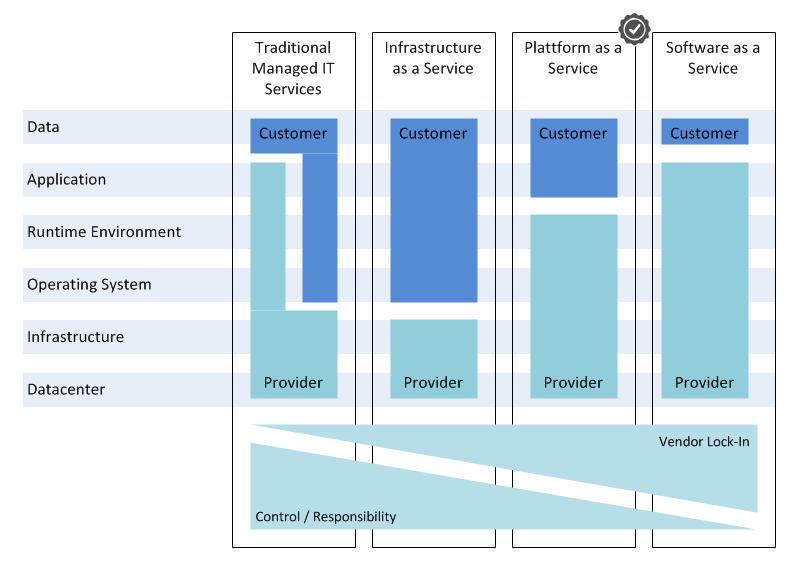 Traditional
Managed IT
Services
Infrastructure
as a Service
Plattform as a
Service
Software as a
Service
Data
Customer
Customer
Customer
Customer
Application
Runtime Environment
Operating System
Infrastructure
Datacenter
Provider
Provider
Provider
Provider
Vendor Lock-In
Control / Responsibility